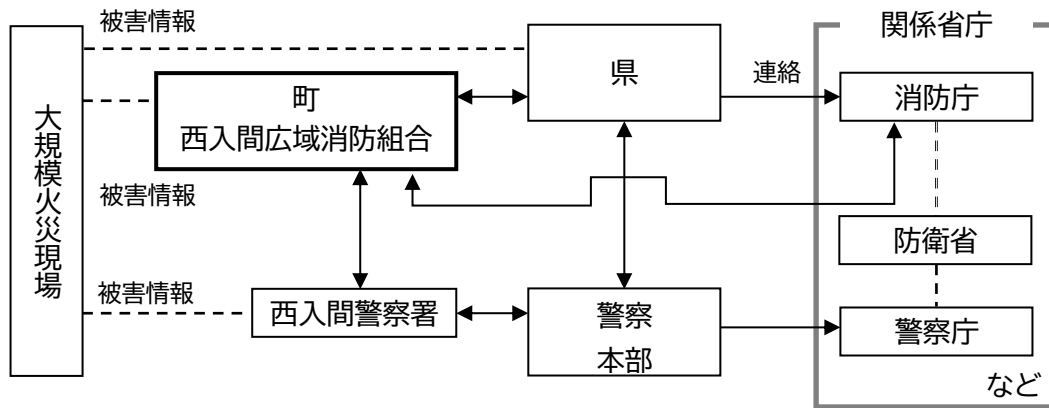 被害情報
関係省庁
県
連絡
消防庁
町
西入間広域消防組合
大規模火災現場
被害情報
防衛省
被害情報
西入間警察署
警察
本部
警察庁
など